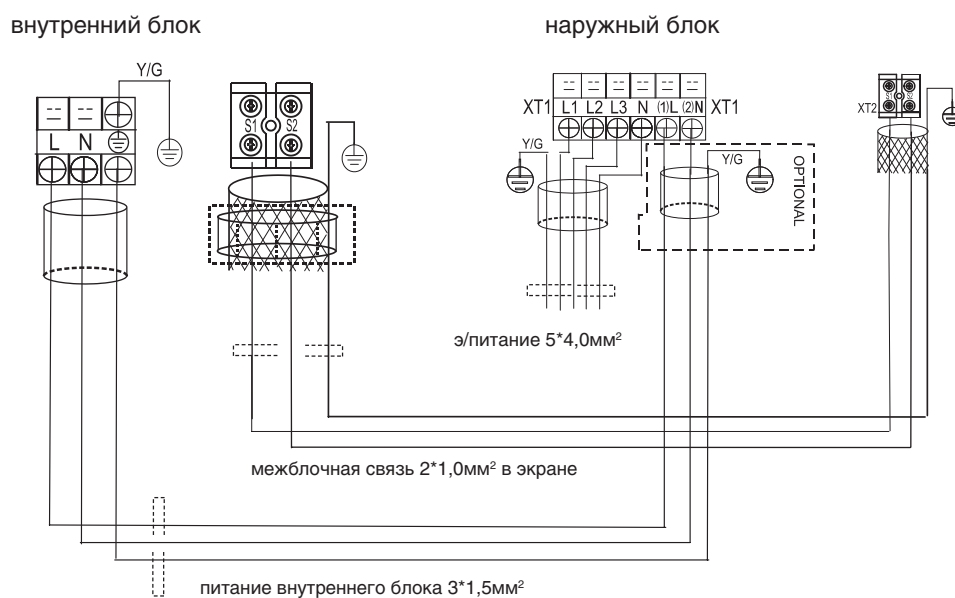 внутренний блок
наружный блок
Y/G
L N
S1 S2
XT1 L1 L2 L3 N (1)L (2)N XT1
XT2
Y/G
Y/G
OPTIONAL
э/питание 5*4,0мм²
межблочная связь 2*1,0мм² в экране
питание внутреннего блока 3*1,5мм²